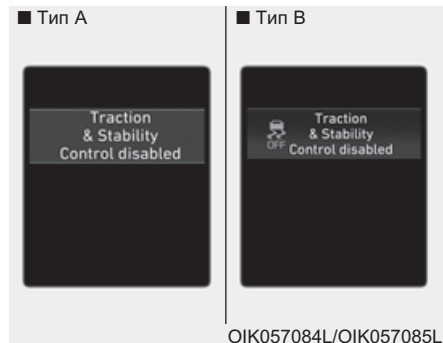 ■ Тип A
Traction
& Stability
Control disabled
■ Тип B
Traction
& Stability
OFF Control disabled
OIK057084L/OIK057085L